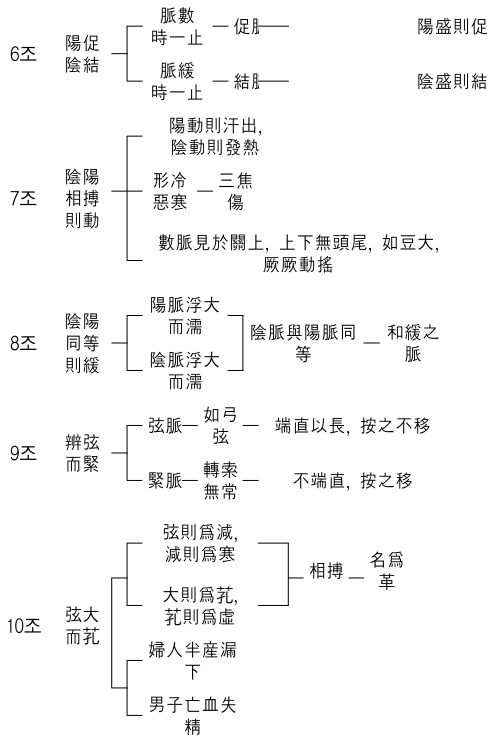 6조
陽促
陰結
脈數
時一止
促脈
陽盛則促
脈緩
時一止
結脈
陰盛則結
7조
陰陽
相搏
則動
陽動則汗出,
陰動則發熱
形冷
惡寒
三焦
傷
數脈見於關上, 上下無頭尾, 如豆大,
厥厥動搖
8조
陰陽
同等
則緩
陽脈浮大
而濡
陰脈浮大
而濡
陰脈與陽脈同
等
和緩之
脈
9조
辨弦
而緊
弦脈
如弓
弦
端直以長, 按之不移
緊脈
轉索
無常
不端直, 按之移
10조
弦大
而芤
弦則爲減,
減則爲寒
大則爲芤,
芤則爲虛
相搏
名爲
革
婦人半産漏
下
男子亡血失
精